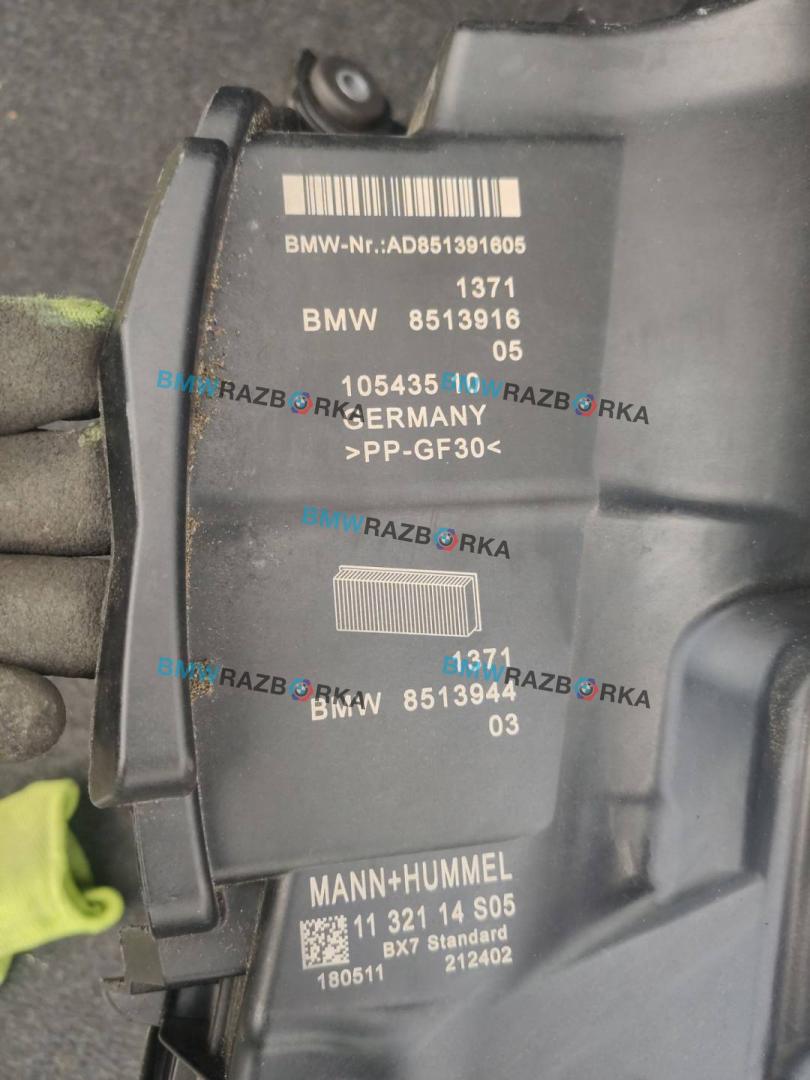 BMW-Nr.:AD851391605
1371
BMW 8513916
05
10543510
GERMANY
>PP-GF30<
BMWRAZBORKA
BMWRAZBORKA
BMWRAZBORKA
1371
BMW 8513944
03
BMWRAZBORKA
BMWRAZBORKA
MANN+HUMMEL
11 321 14 S05
BX7 Standard
180511 212402